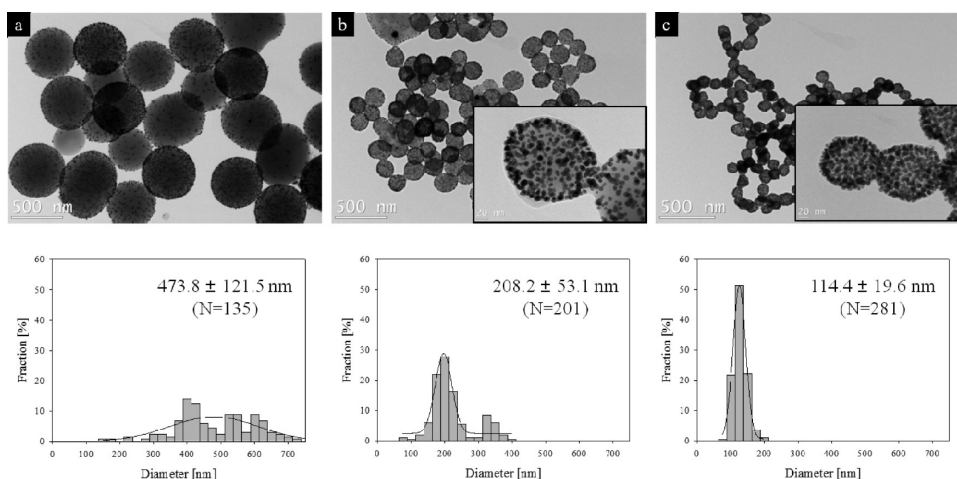 a
b
c
500 nm
500 nm
20 nm
500 nm
20 nm
473.8 ± 121.5 nm
(N=135)
Fraction [%]
60
50
40
30
20
10
0
0 100 200 300 400 500 600 700
Diameter [nm]
208.2 ± 53.1 nm
(N=201)
Fraction [%]
60
50
40
30
20
10
0
0 100 200 300 400 500 600 700
Diameter [nm]
114.4 ± 19.6 nm
(N=281)
Fraction [%]
60
50
40
30
20
10
0
0 100 200 300 400 500 600 700
Diameter [nm]